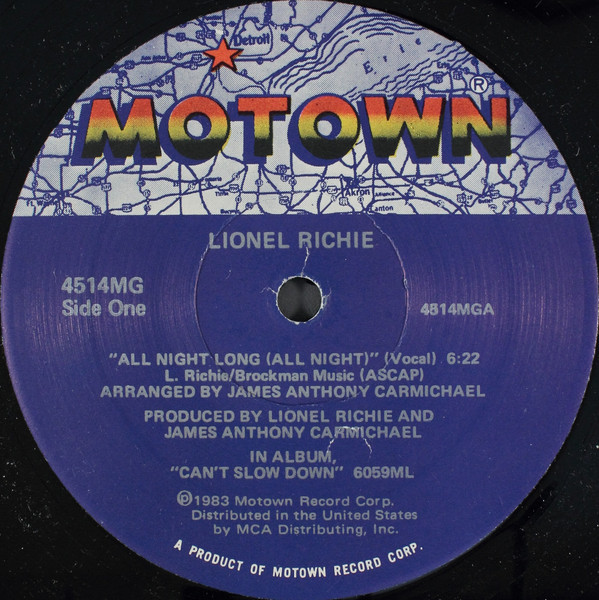 Detroit
Erie
MOTOWN®
Akron
Canton
LIONEL RICHIE
4514MG
Side One
4514MGA
"ALL NIGHT LONG (ALL NIGHT)" (Vocal) 6:22
L. Richie/Brockman Music (ASCAP)
ARRANGED BY JAMES ANTHONY CARMICHAEL
PRODUCED BY LIONEL RICHIE AND
JAMES ANTHONY CARMICHAEL
IN ALBUM,
"CAN'T SLOW DOWN" 6059ML
℗1983 Motown Record Corp.
Distributed in the United States
by MCA Distributing, Inc.
A PRODUCT OF MOTOWN RECORD CORP.